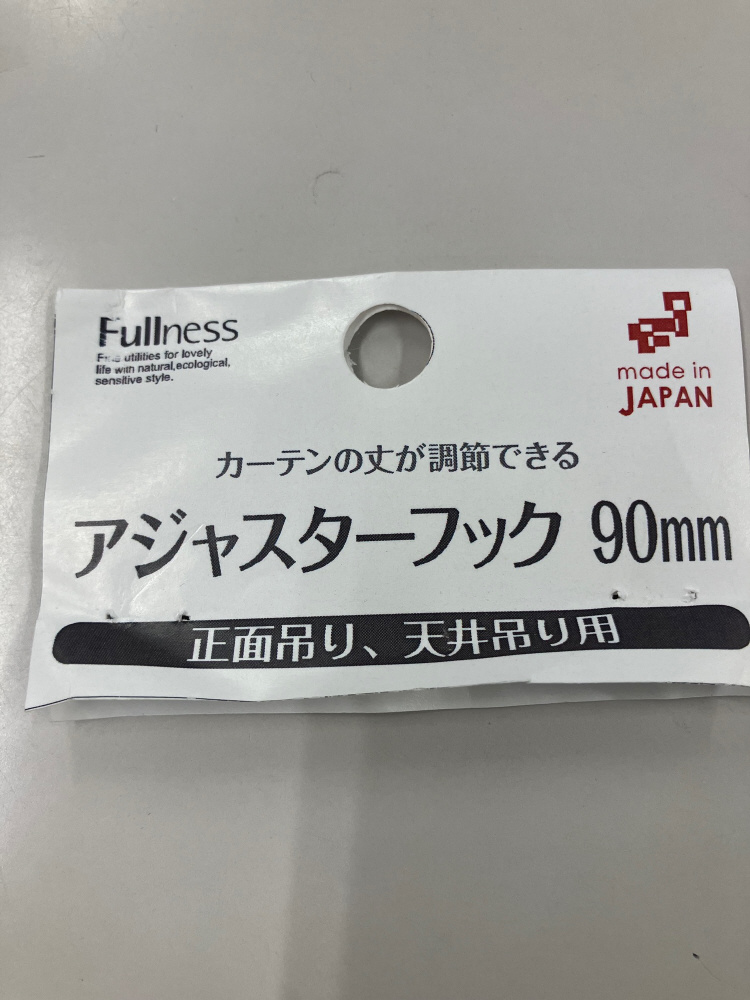 Fullness
Fine utilities for lovely
life with natural,ecological,
sensitive style.
made in
JAPAN
カーテンの丈が調節できる
アジャスターフック 90mm
正面吊り、天井吊り用